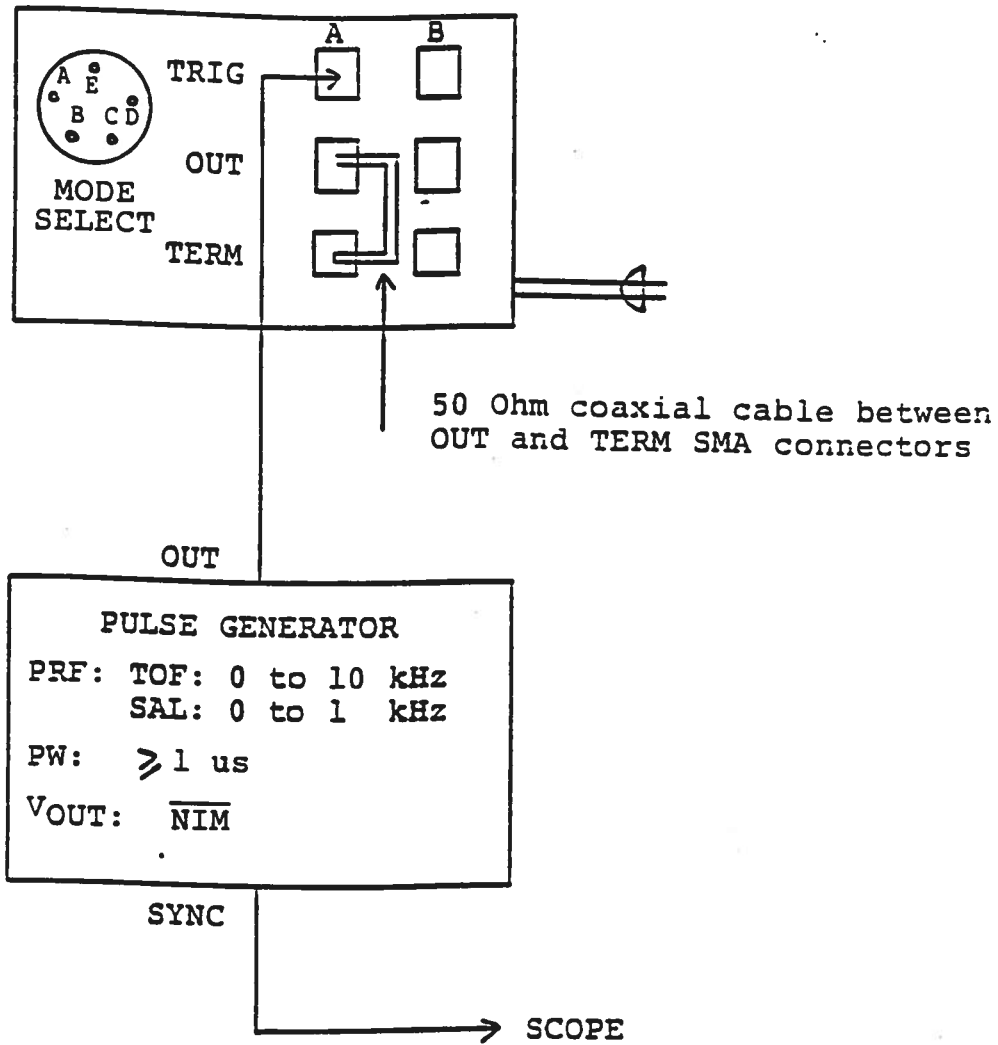 A B
TRIG
A E B C D
OUT
MODE
SELECT
TERM
50 Ohm coaxial cable between
OUT and TERM SMA connectors
OUT
PULSE GENERATOR
PRF: TOF: 0 to 10 kHz
SAL: 0 to 1 kHz
PW: ⩾ 1 us
VOUT: N̅I̅M̅
SYNC
SCOPE